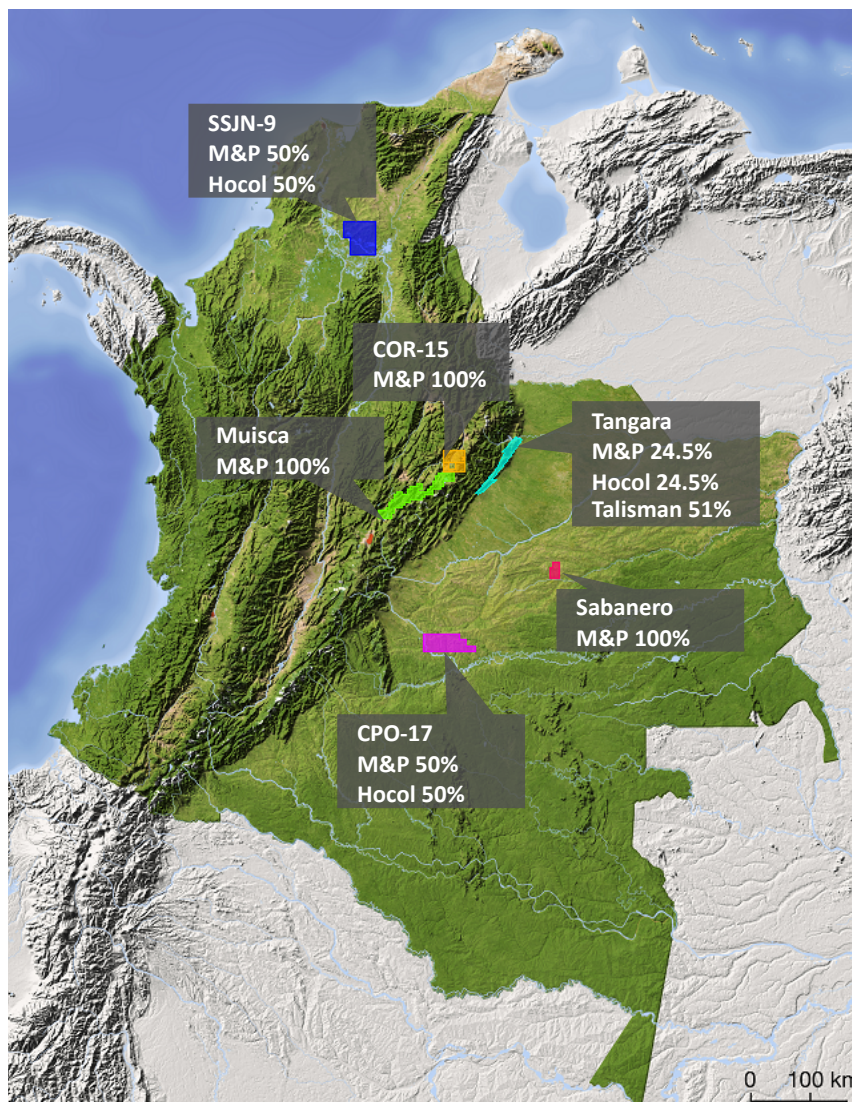 SSJN-9
M&P 50%
Hocol 50%
COR-15
M&P 100%
Muisca
M&P 100%
Tangara
M&P 24.5%
Hocol 24.5%
Talisman 51%
Sabanero
M&P 100%
CPO-17
M&P 50%
Hocol 50%
0 100 km